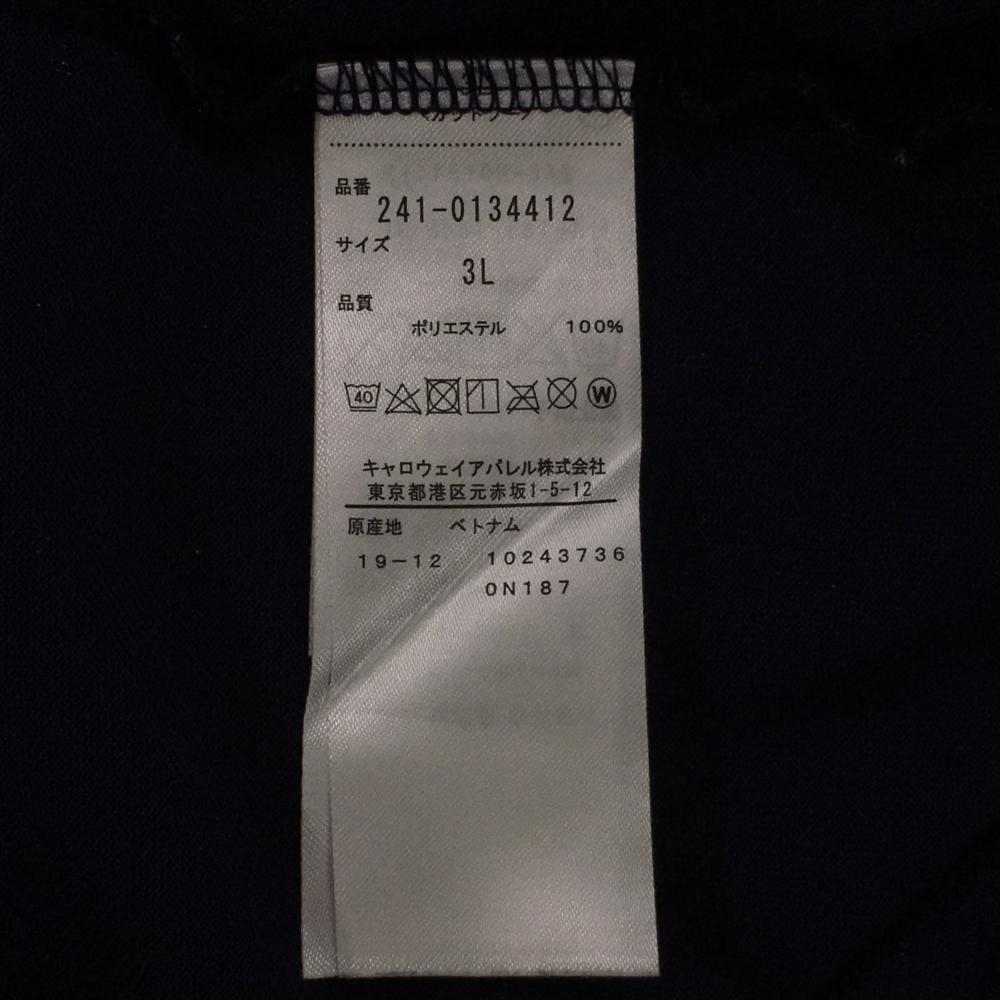 品番
241-0134412
サイズ
3L
品質
ポリエステル 100%
40 W
キャロウェイアパレル株式会社
東京都港区元赤坂1-5-12
原産地 ベトナム
19-12 10243736
0N187